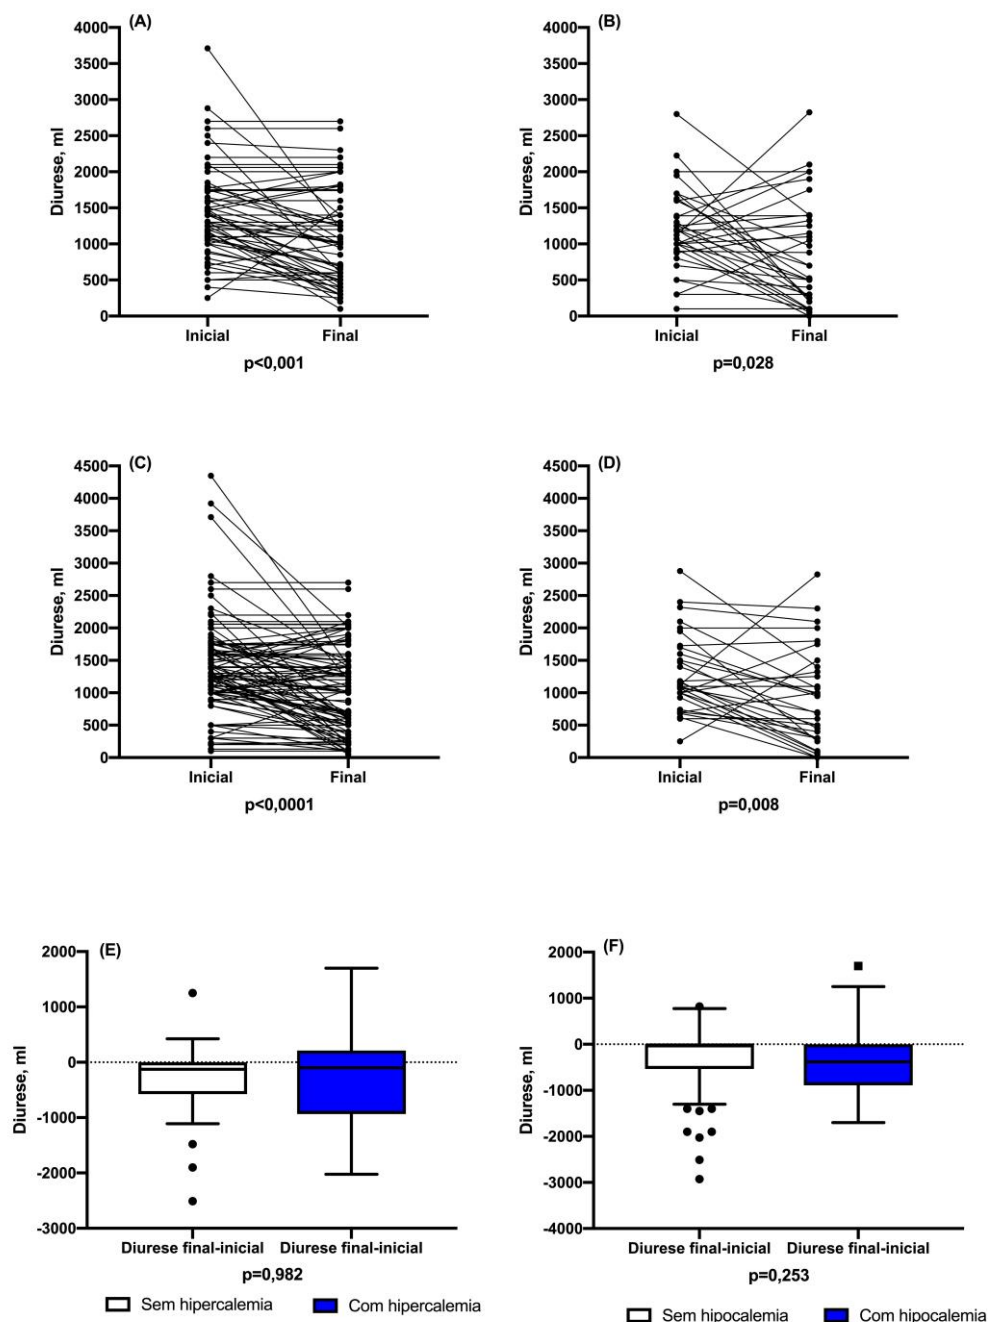 (A)
4000
3500
3000
2500
2000
1500
1000
500
0
Diurese, ml
Inicial Final
p<0,001
(B)
4000
3500
3000
2500
2000
1500
1000
500
0
Diurese, ml
Inicial Final
p=0,028
(C)
4500
4000
3500
3000
2500
2000
1500
1000
500
0
Diurese, ml
Inicial Final
p<0,0001
(D)
4500
4000
3500
3000
2500
2000
1500
1000
500
0
Diurese, ml
Inicial Final
p=0,008
(E)
2000
1000
0
-1000
-2000
-3000
Diurese, ml
Diurese final-inicial Diurese final-inicial
p=0,982
Sem hipercalemia Com hipercalemia
(F)
2000
1000
0
-1000
-2000
-3000
-4000
Diurese, ml
Diurese final-inicial Diurese final-inicial
p=0,253
Sem hipocalemia Com hipocalemia